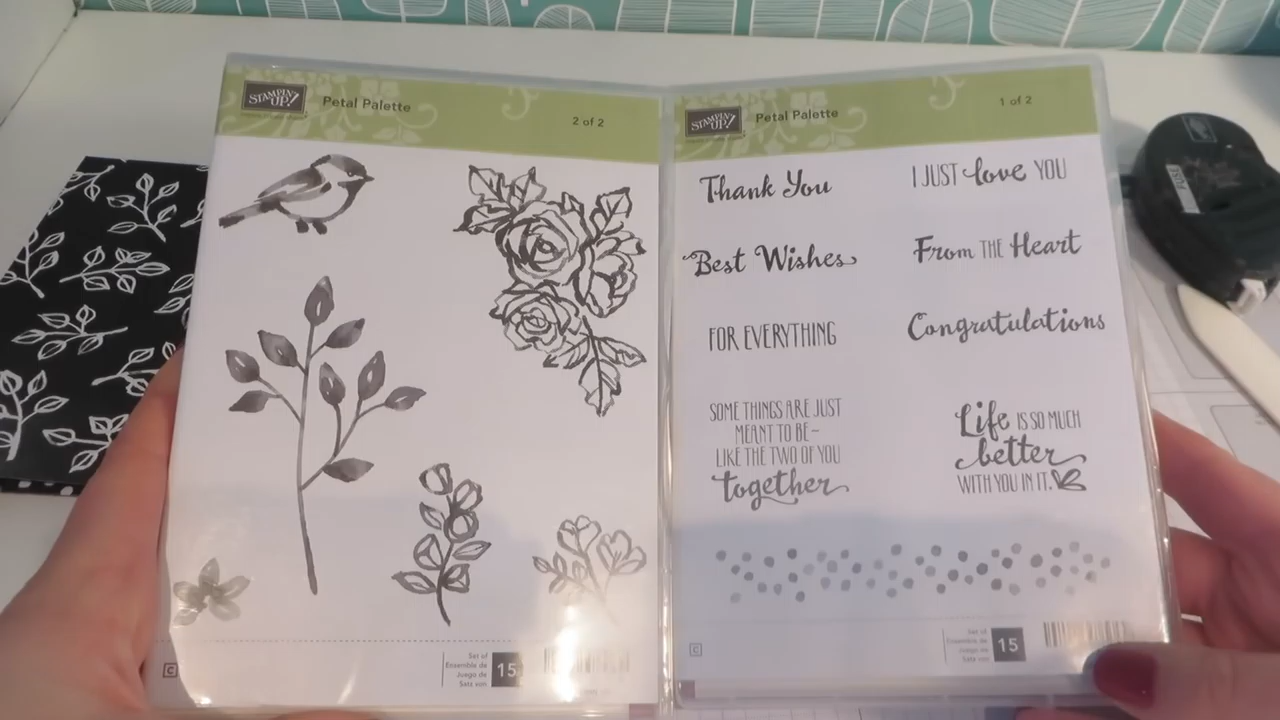 STAMPIN' UP!
Petal Palette
2 of 2
Set of
Ensemble de
Juego de
Satz von
15
STAMPIN' UP!
Petal Palette
1 of 2
Thank You
I JUST love YOU
Best Wishes
From THE Heart
FOR EVERYTHING
Congratulations
SOME THINGS ARE JUST
MEANT TO BE–
LIKE THE TWO OF YOU
together
Life IS SO MUCH
better
WITH YOU IN IT.
C
Set of
Ensemble de
Juego de
Satz von
15
C